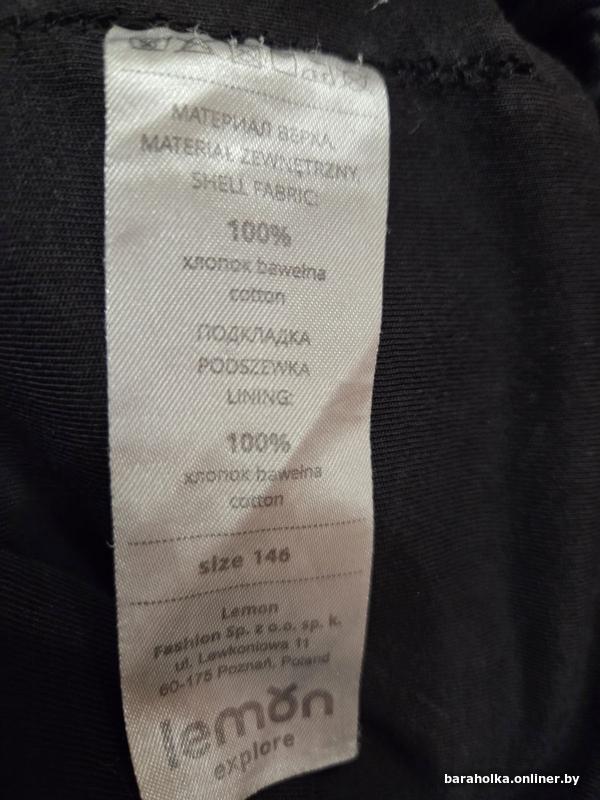 МАТЕРИАЛ ВЕРХА.
MATERIAŁ ZEWNĘTRZNY.
SHELL FABRIC:
100%
хлопок bawełna
cotton
ПОДКЛАДКА
PODSZEWKA
LINING:
100%
хлопок bawełna
cotton
size 146
Lemon
Fashion Sp. z o.o. sp. k.
ul. Lawkoniowa 11
60-175 Poznań, Poland
lemon
explore
baraholka.onliner.by